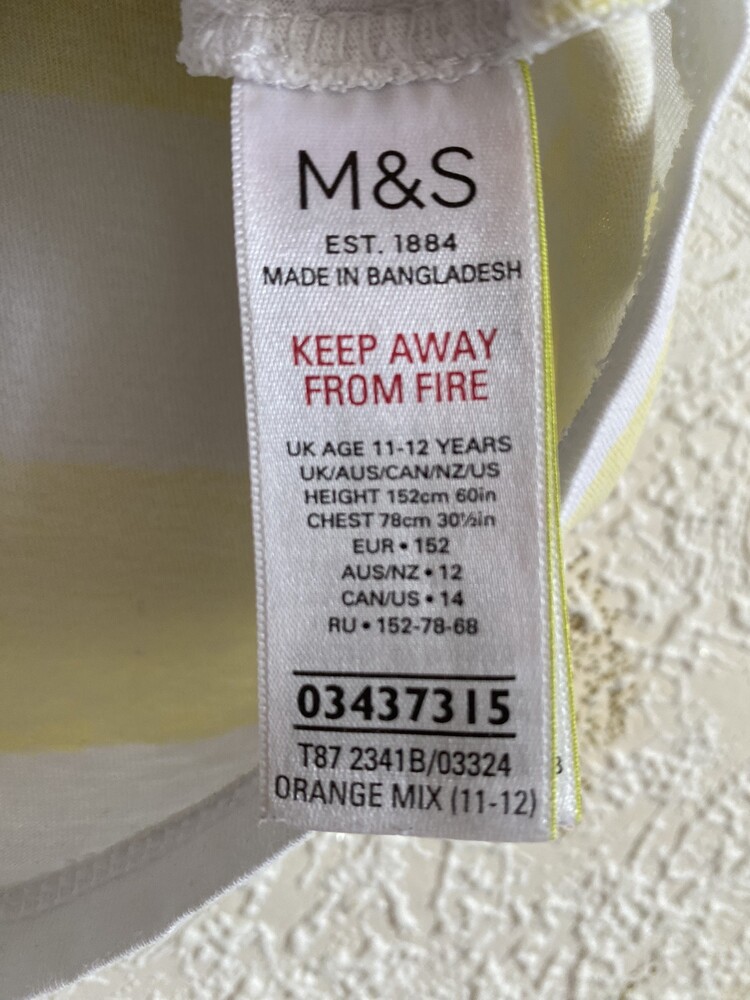 M&S
EST. 1884
MADE IN BANGLADESH
KEEP AWAY
FROM FIRE
UK AGE 11-12 YEARS
UK/AUS/CAN/NZ/US
HEIGHT 152cm 60in
CHEST 78cm 30½in
EUR • 152
AUS/NZ • 12
CAN/US • 14
RU • 152-78-68
03437315
T87 2341B/03324
ORANGE MIX (11-12)